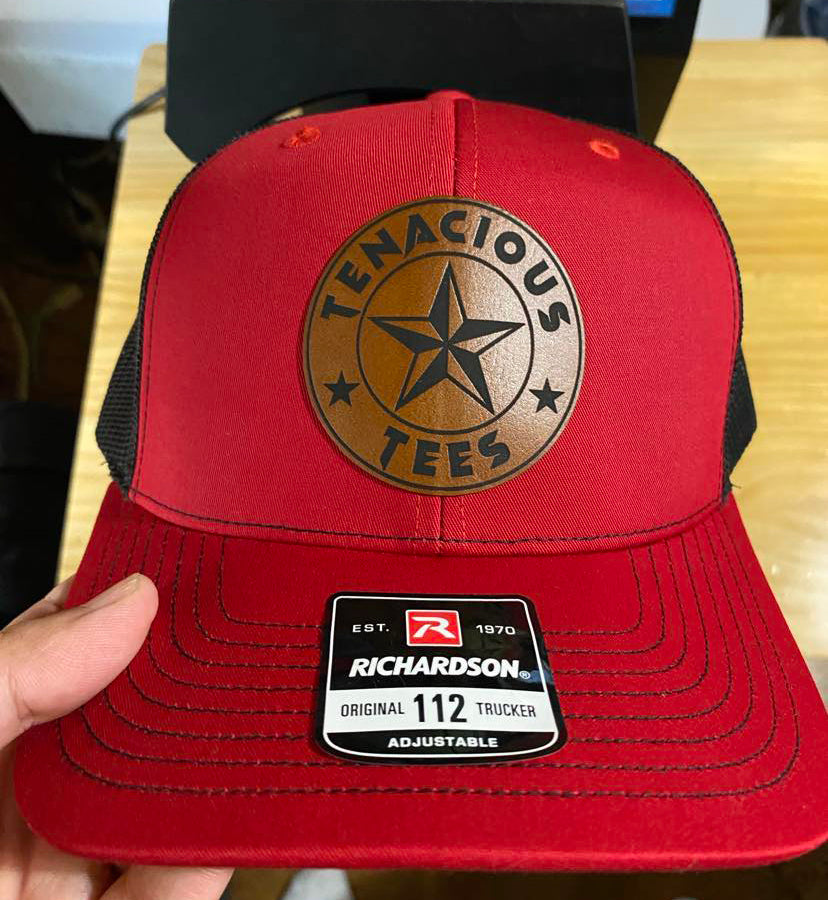 TENACIOUS
TEES
EST. R 1970
RICHARDSON®
ORIGINAL 112 TRUCKER
ADJUSTABLE